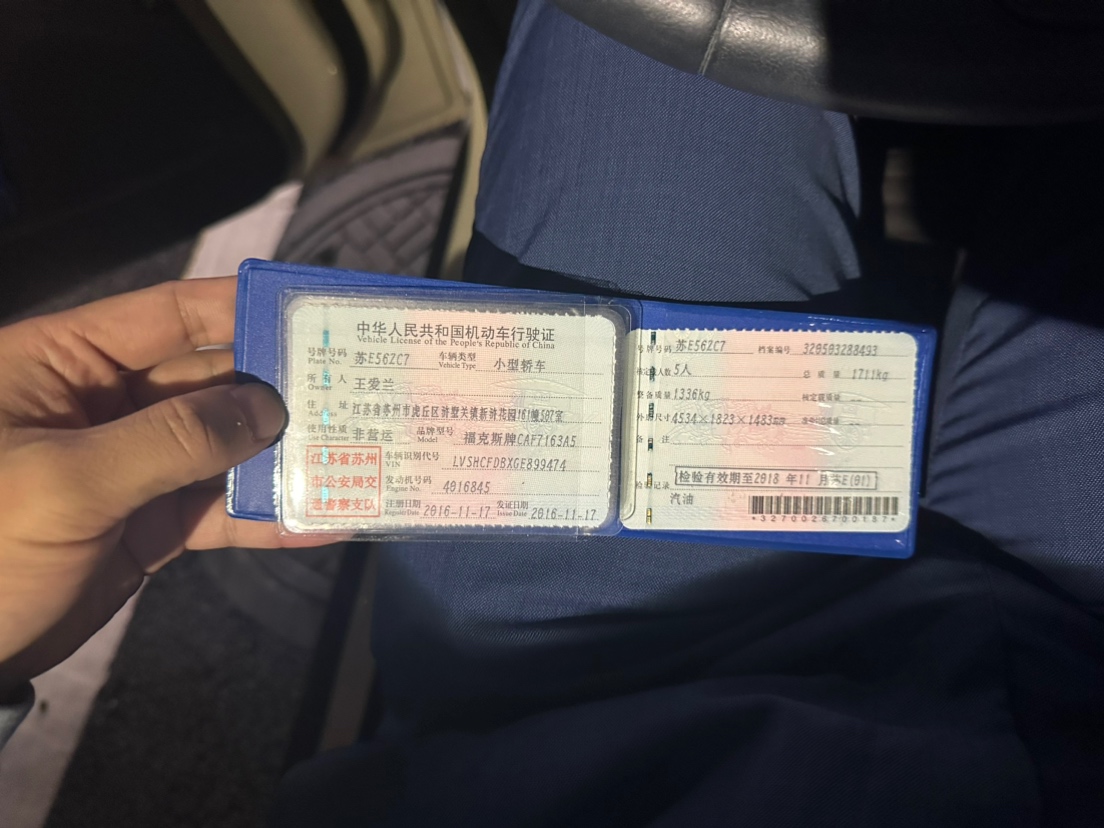 中华人民共和国机动车行驶证
Vehicle License of the People's Republic of China
号牌号码 苏E562C7 车辆类型 小型轿车
Plate No. Vehicle Type
所有人 王爱兰
Owner
住址 江苏省苏州市虎丘区浒墅关镇新浒花园161幢507室
Address
使用性质 非营运 品牌型号 福克斯牌CAF7163A5
Use Character Model
江苏省苏州
市公安局交
通警察支队
车辆识别代号 LVSHCFDBXGE899474
VIN
发动机号码 4016845
Engine No.
注册日期 2016-11-17 发证日期 2016-11-17
Register Date Issue Date
号牌号码 苏E562C7 档案编号 320503288493
核定载人数 5人 总质量 1711kg
整备质量 1336kg 核定载质量 --
外廓尺寸 4534×1823×1483mm
备注
检验记录 检验有效期至2018年11月苏E(01)
汽油
*3270026700187*